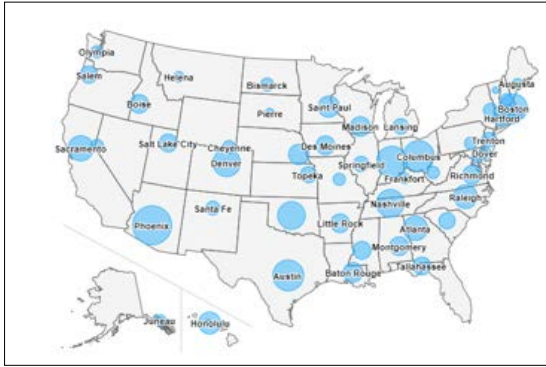 Olympia
Salem
Helena
Bismarck
Saint Paul
Augusta
Boise
Pierre
Boston
Madison
Lansing
Hartford
Sacramento
Salt Lake City
Cheyenne
Des Moines
Trenton
Denver
Columbus
Dover
Springfield
Topeka
Frankfort
Richmond
Santa Fe
Nashville
Raleigh
Phoenix
Little Rock
Atlanta
Montgomery
Austin
Baton Rouge
Tallahassee
Juneau
Honolulu